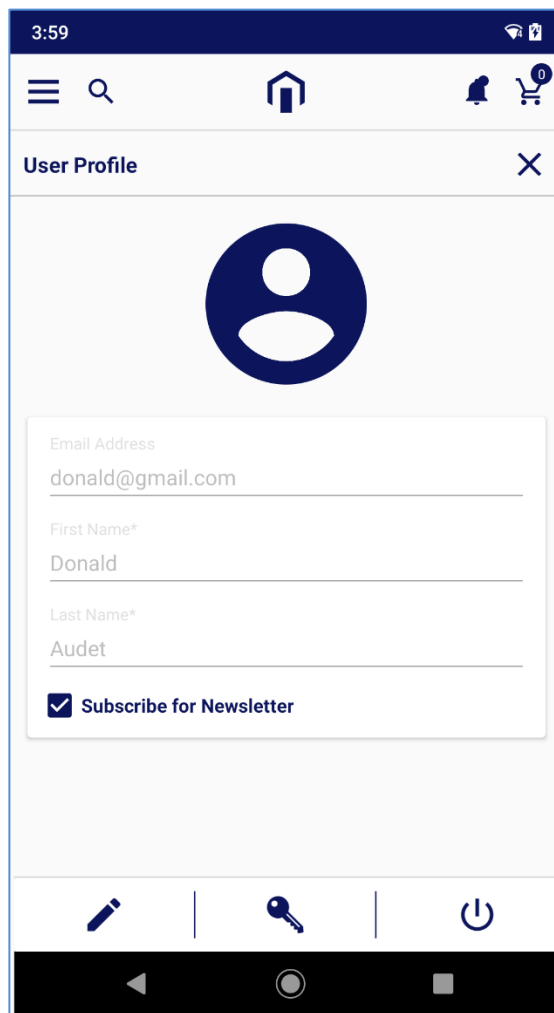 3:59
0
User Profile
Email Address
donald@gmail.com
First Name*
Donald
Last Name*
Audet
Subscribe for Newsletter